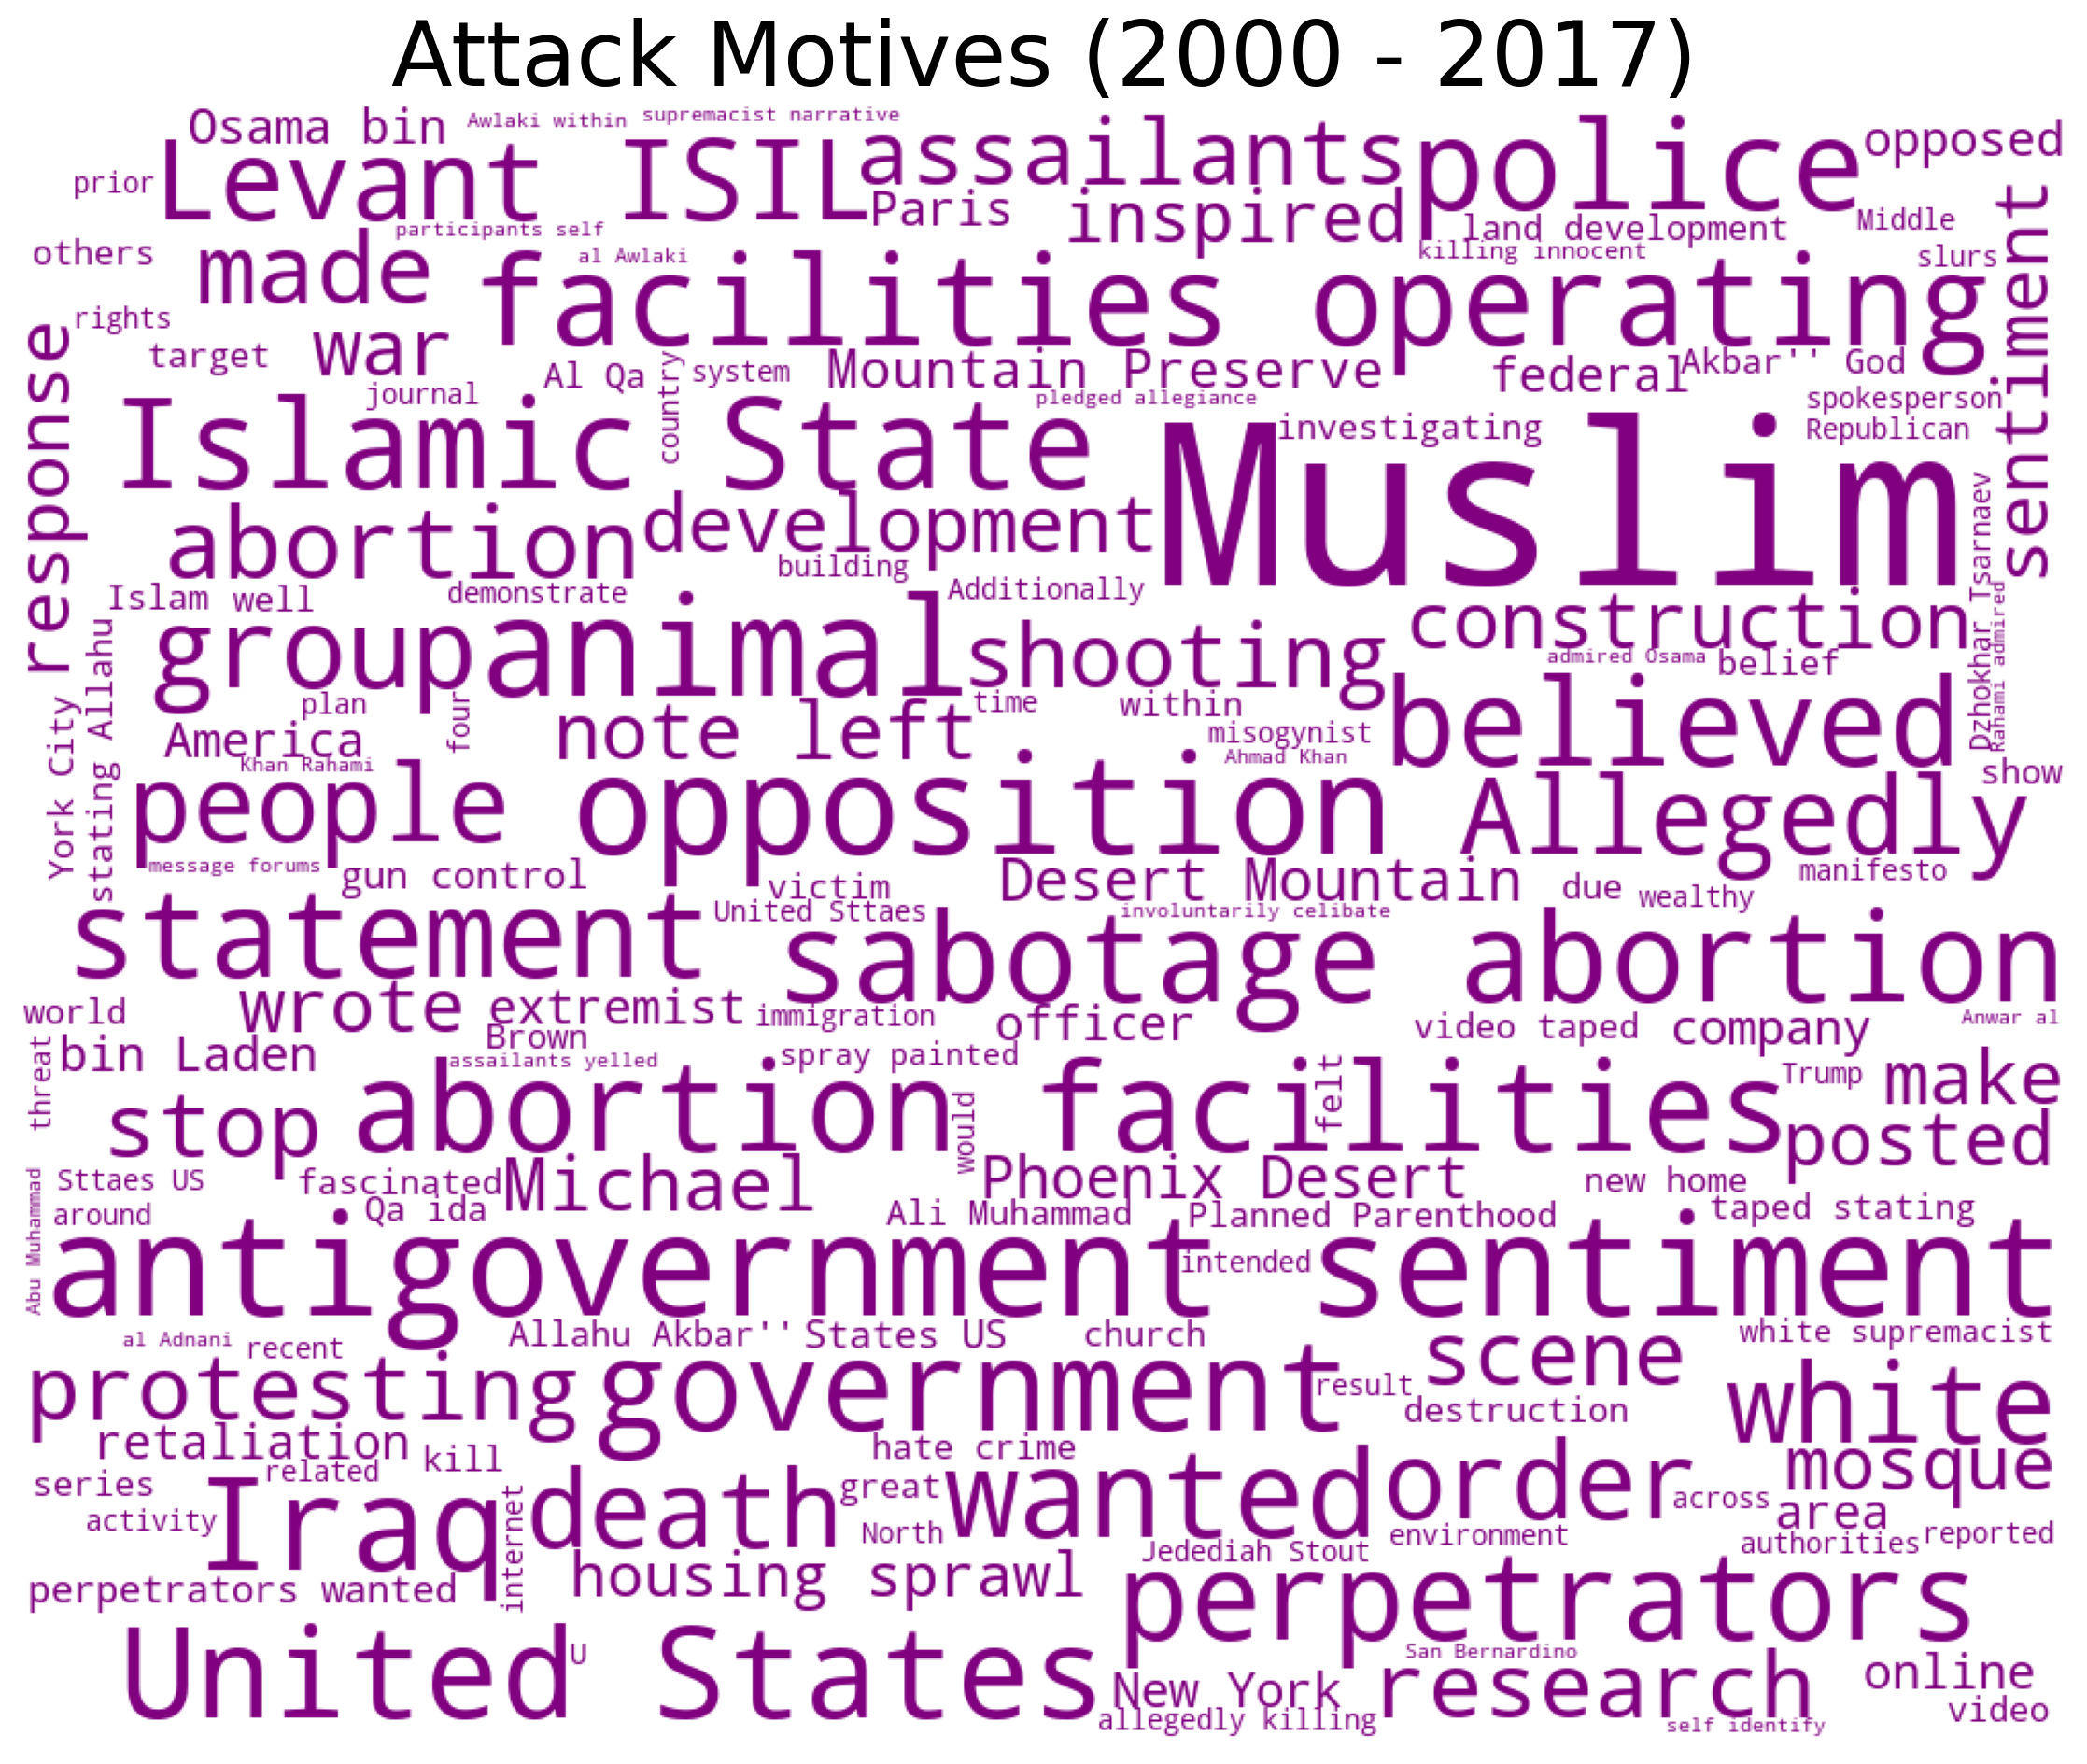 Attack Motives (2000 - 2017)
Osama bin
Awlaki within
supremacist narrative
assailants
police
opposed
prior
Levant ISIL
Paris
inspired
land development
Middle
sentiment
others
participants self
made
al Awlaki
facilities operating
killing innocent
slurs
response
rights
target
war
Al Qa
country
system
Mountain Preserve
federal
Akbar'' God
journal
Islamic State
pledged allegiance
Muslim
investigating
spokesperson
Republican
abortion
development
building
Dzhokhar Tsarnaev
Islam well
demonstrate
Additionally
construction
Rahami admired
group
animal
shooting
admired Osama
belief
stating Allahu
York City
plan
four
time
within
believed
America
note left
misogynist
Khan Rahami
Ahmad Khan
show
people
opposition
Allegedly
message forums
gun control
victim
Desert Mountain
due
manifesto
wealthy
statement
United Sttaes
involuntarily celibate
sabotage abortion
world
wrote
extremist
immigration
officer
video taped
company
Anwar al
Brown
threat
bin Laden
assailants yelled
spray painted
felt
Trump
make
stop
abortion facilities
would
posted
Abu Muhammad
Sttaes US
fascinated
Michael
Phoenix Desert
new home
around
Qa ida
Ali Muhammad
Planned Parenthood
taped stating
antigovernment sentiment
intended
al Adnani
recent
Allahu Akbar''
States US
church
scene
white supremacist
protesting
government
result
destruction
white
retaliation
kill
hate crime
mosque
series
related
activity
Iraq
internet
death
great
North
wanted
order
across
area
environment
authorities
reported
perpetrators wanted
housing sprawl
Jedediah Stout
perpetrators
United States
U
San Bernardino
New York
research
online
allegedly killing
self identify
video